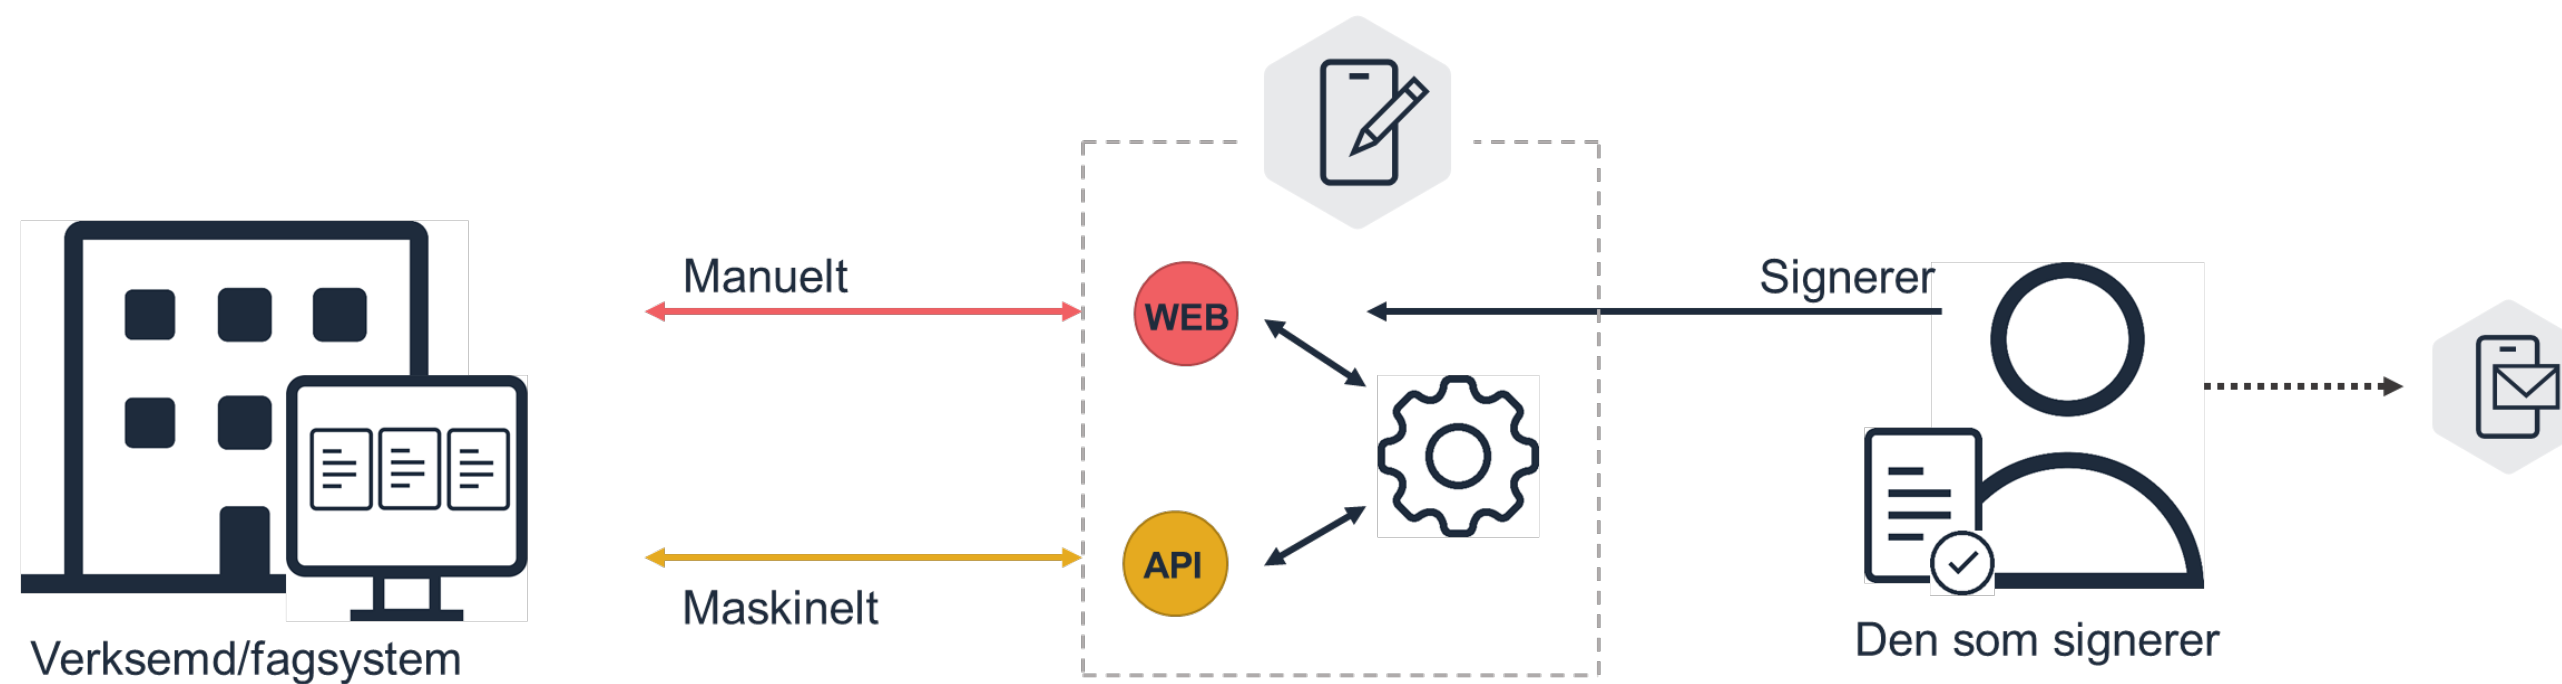 Manuelt
Signerer
WEB
API
Maskinelt
Verksemd/fagsystem
Den som signerer